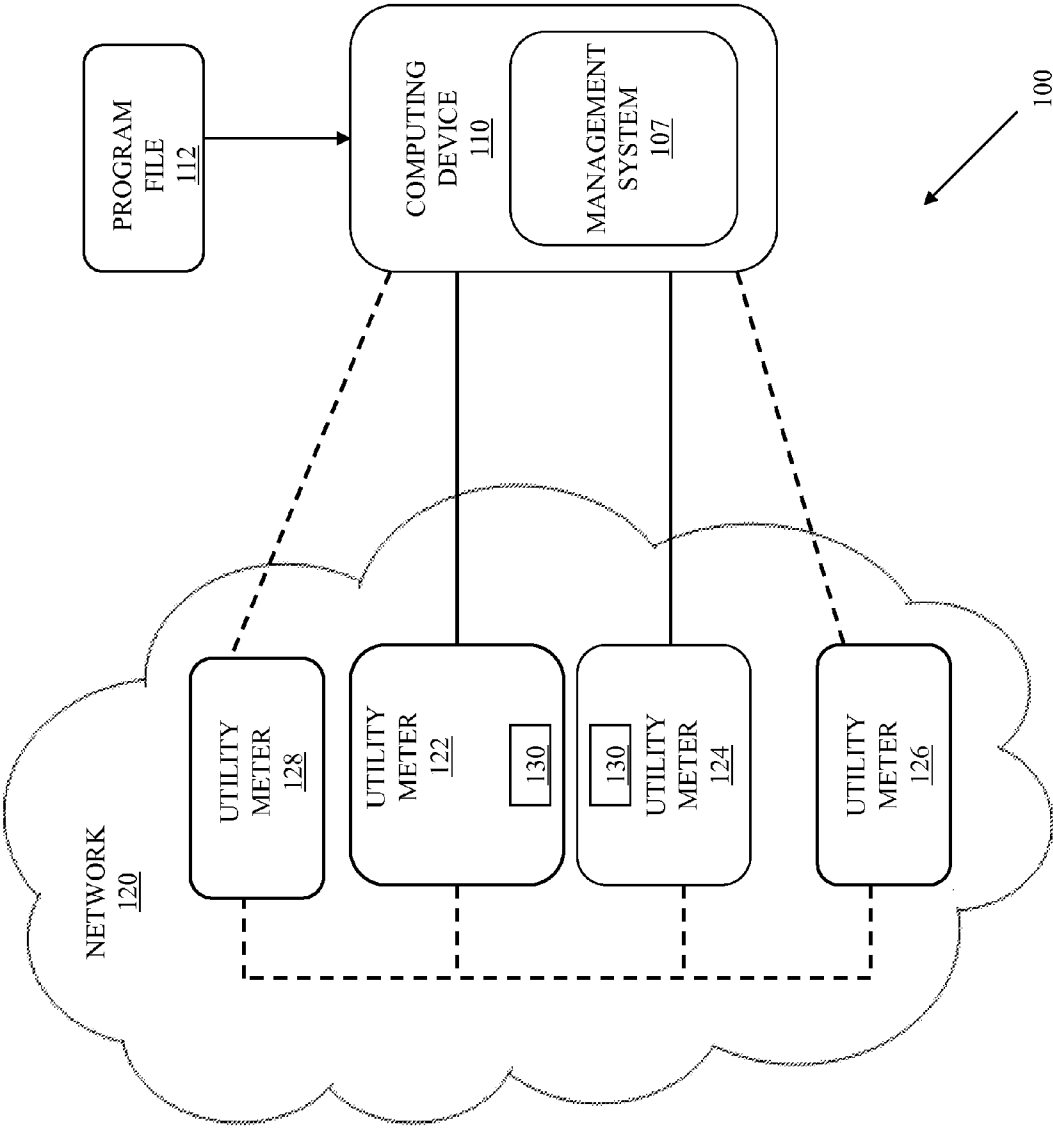 PROGRAM
FILE
112
COMPUTING
DEVICE
110
MANAGEMENT
SYSTEM
107
100
NETWORK
120
UTILITY
METER
128
UTILITY
METER
122
130
130
UTILITY
METER
124
UTILITY
METER
126